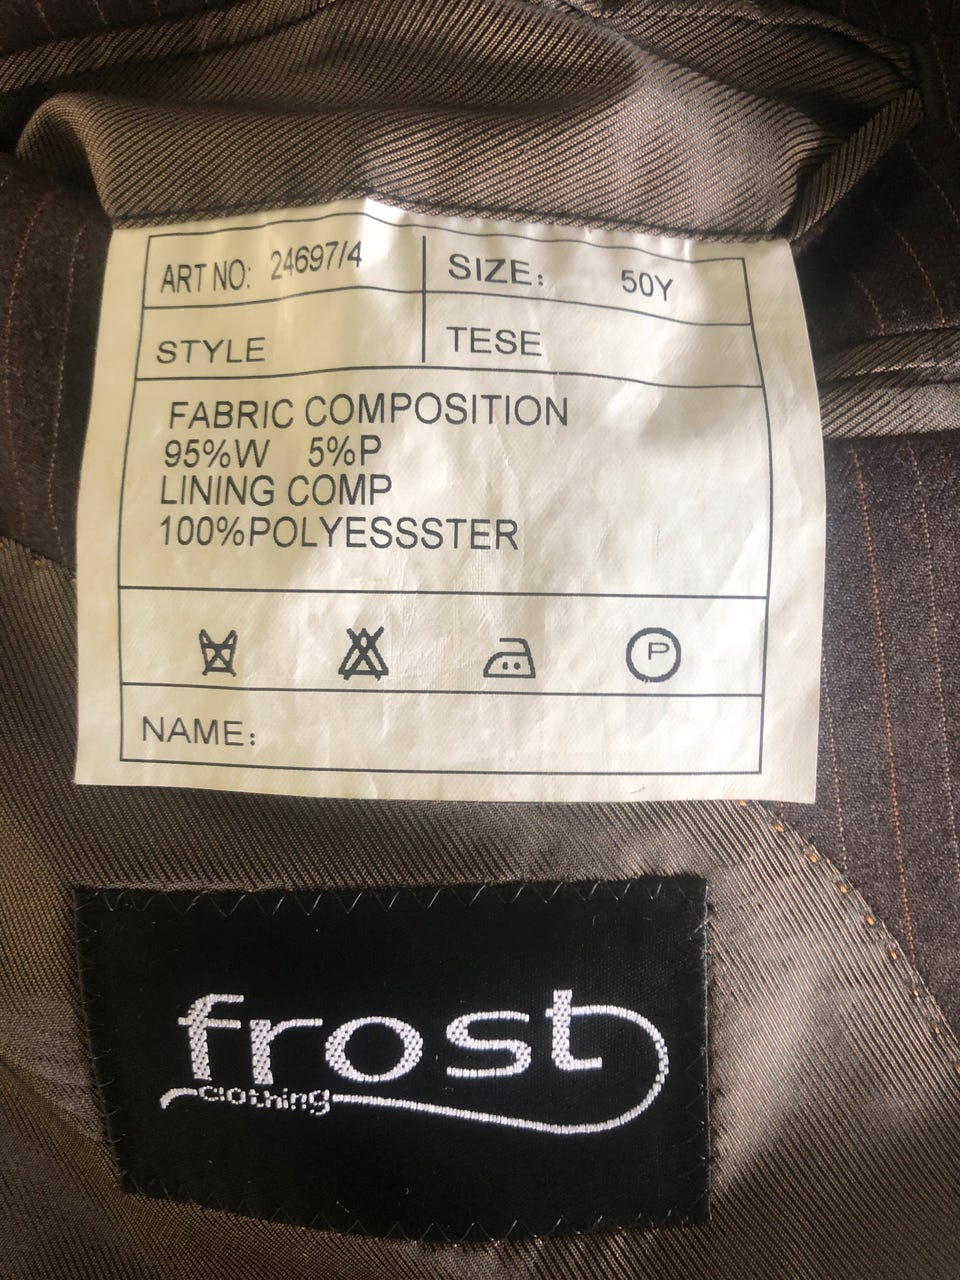 ART NO: 24697/4 SIZE: 50Y
STYLE TESE
FABRIC COMPOSITION
95%W 5%P
LINING COMP
100%POLYESSSTER
P
NAME:
frost
clothing